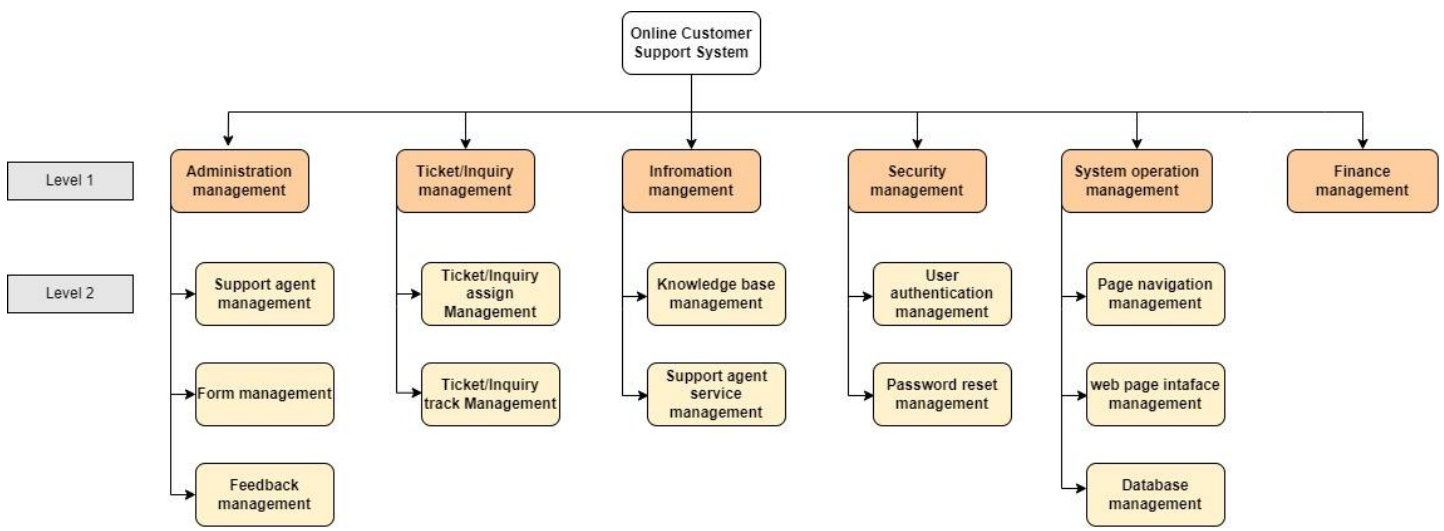 Online Customer
Support System
Level 1
Administration
management
Ticket/Inquiry
management
Infromation
mangement
Security
management
System operation
management
Finance
management
Level 2
Support agent
management
Ticket/Inquiry
assign
Management
Knowledge base
management
User
authentication
management
Page navigation
management
Form management
Ticket/Inquiry
track Management
Support agent
service
management
Password reset
management
web page intaface
management
Feedback
management
Database
management